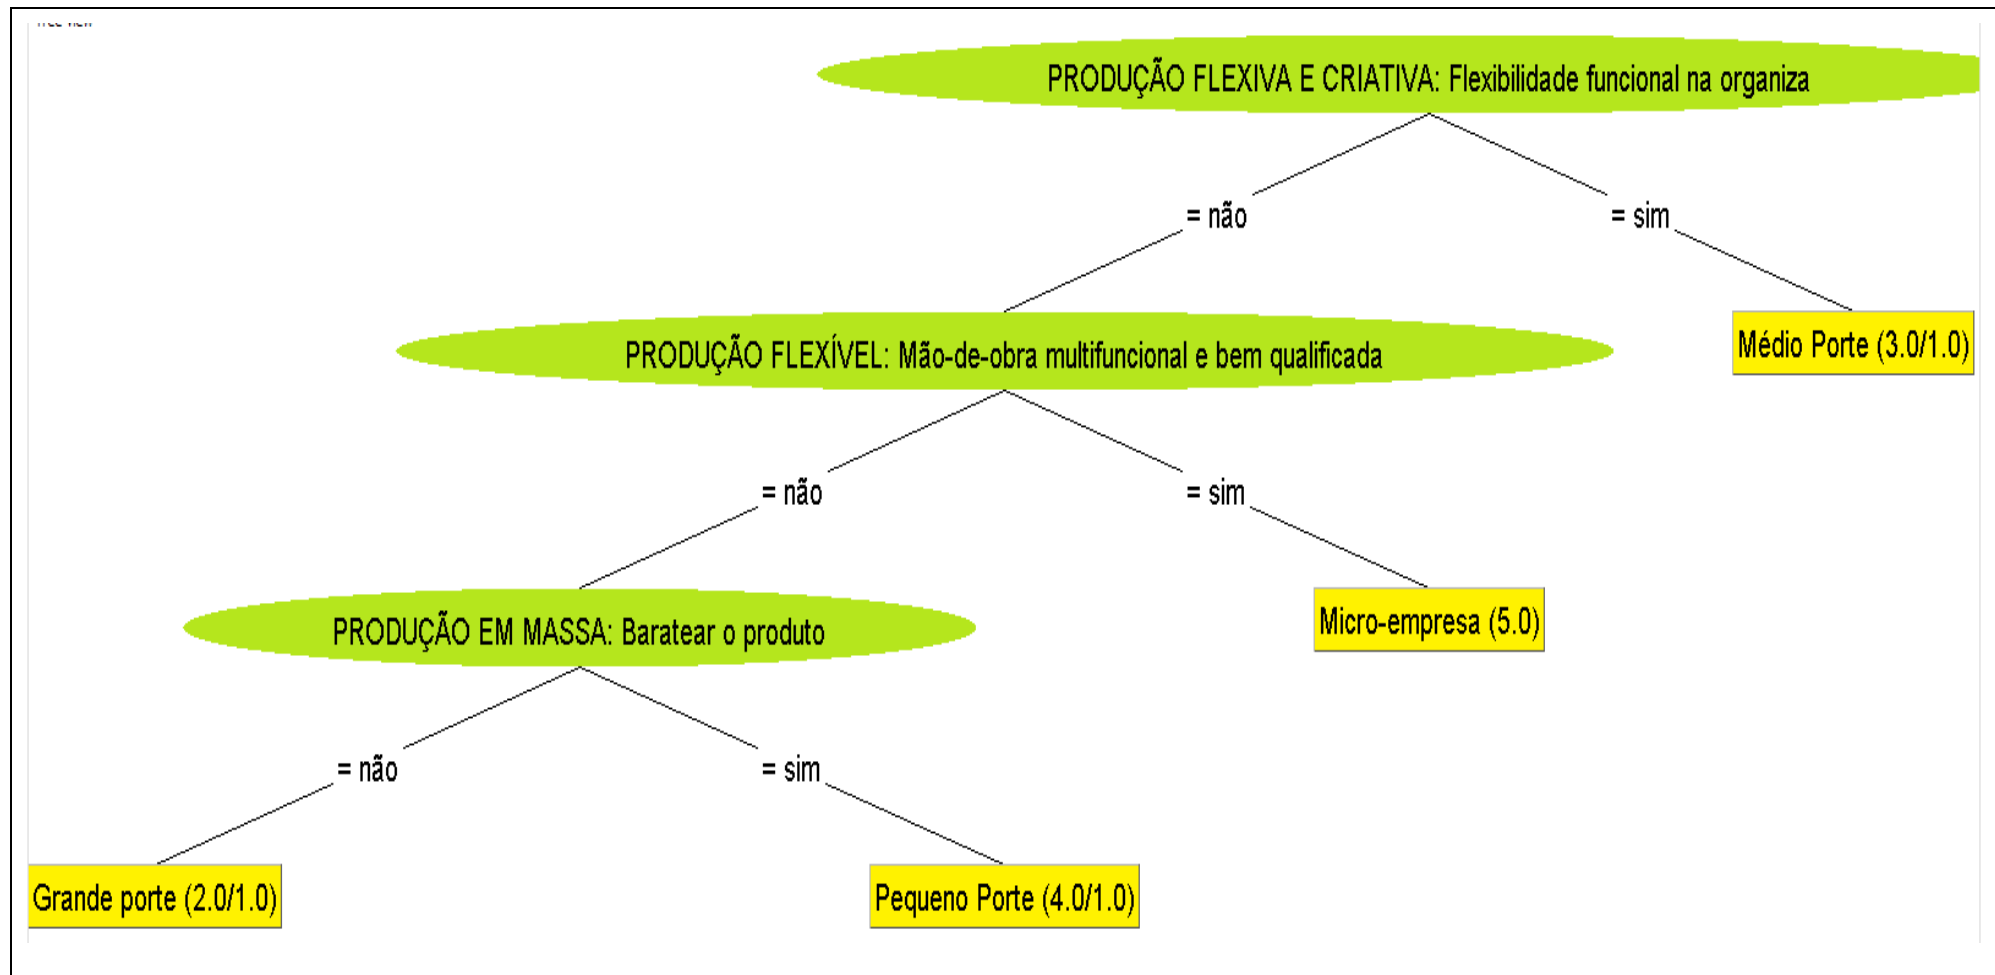 PRODUÇÃO FLEXIVA E CRIATIVA: Flexibilidade funcional na organiza
= não
= sim
PRODUÇÃO FLEXÍVEL: Mão-de-obra multifuncional e bem qualificada
Médio Porte (3.0/1.0)
= não
= sim
PRODUÇÃO EM MASSA: Baratear o produto
Micro-empresa (5.0)
= não
= sim
Grande porte (2.0/1.0)
Pequeno Porte (4.0/1.0)